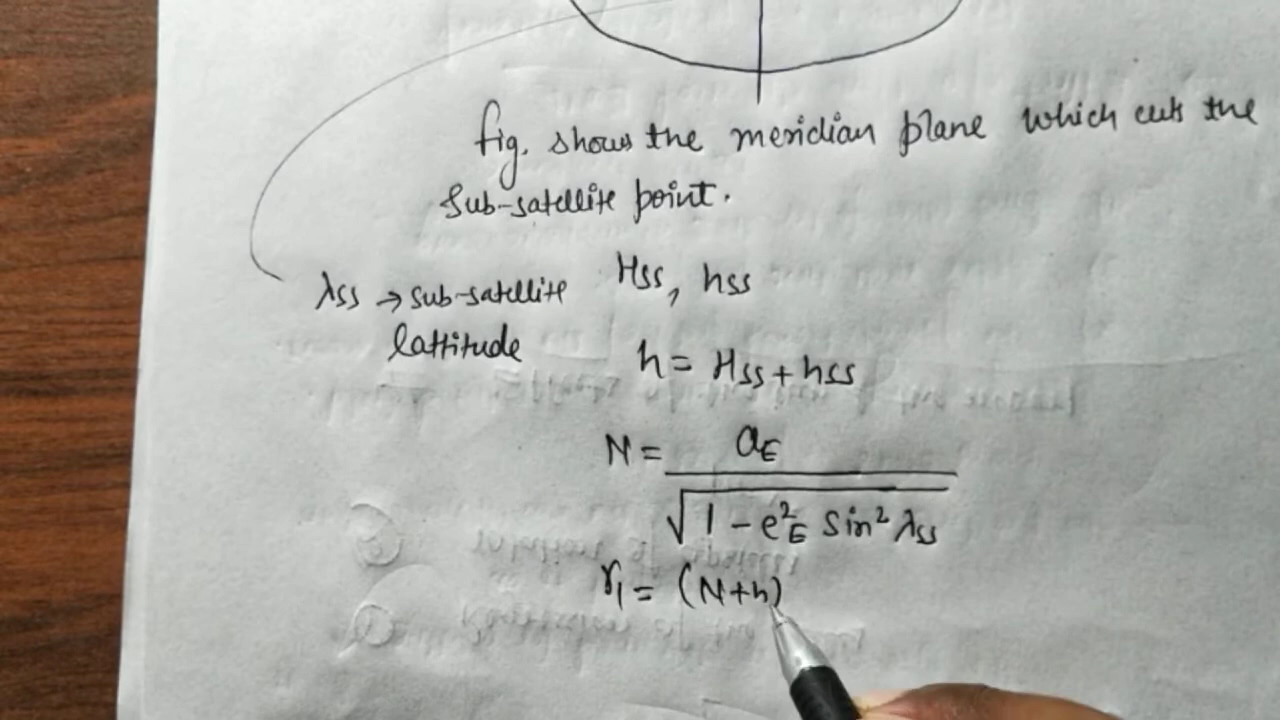 fig. shows the meridian plane which cuts the
Sub-satellite point.
λss → sub-satellite
lattitude
Hss, hss
h = Hss + hss
N = aE / √(1 - e²E Sin² λss)
r1 = (N+h)